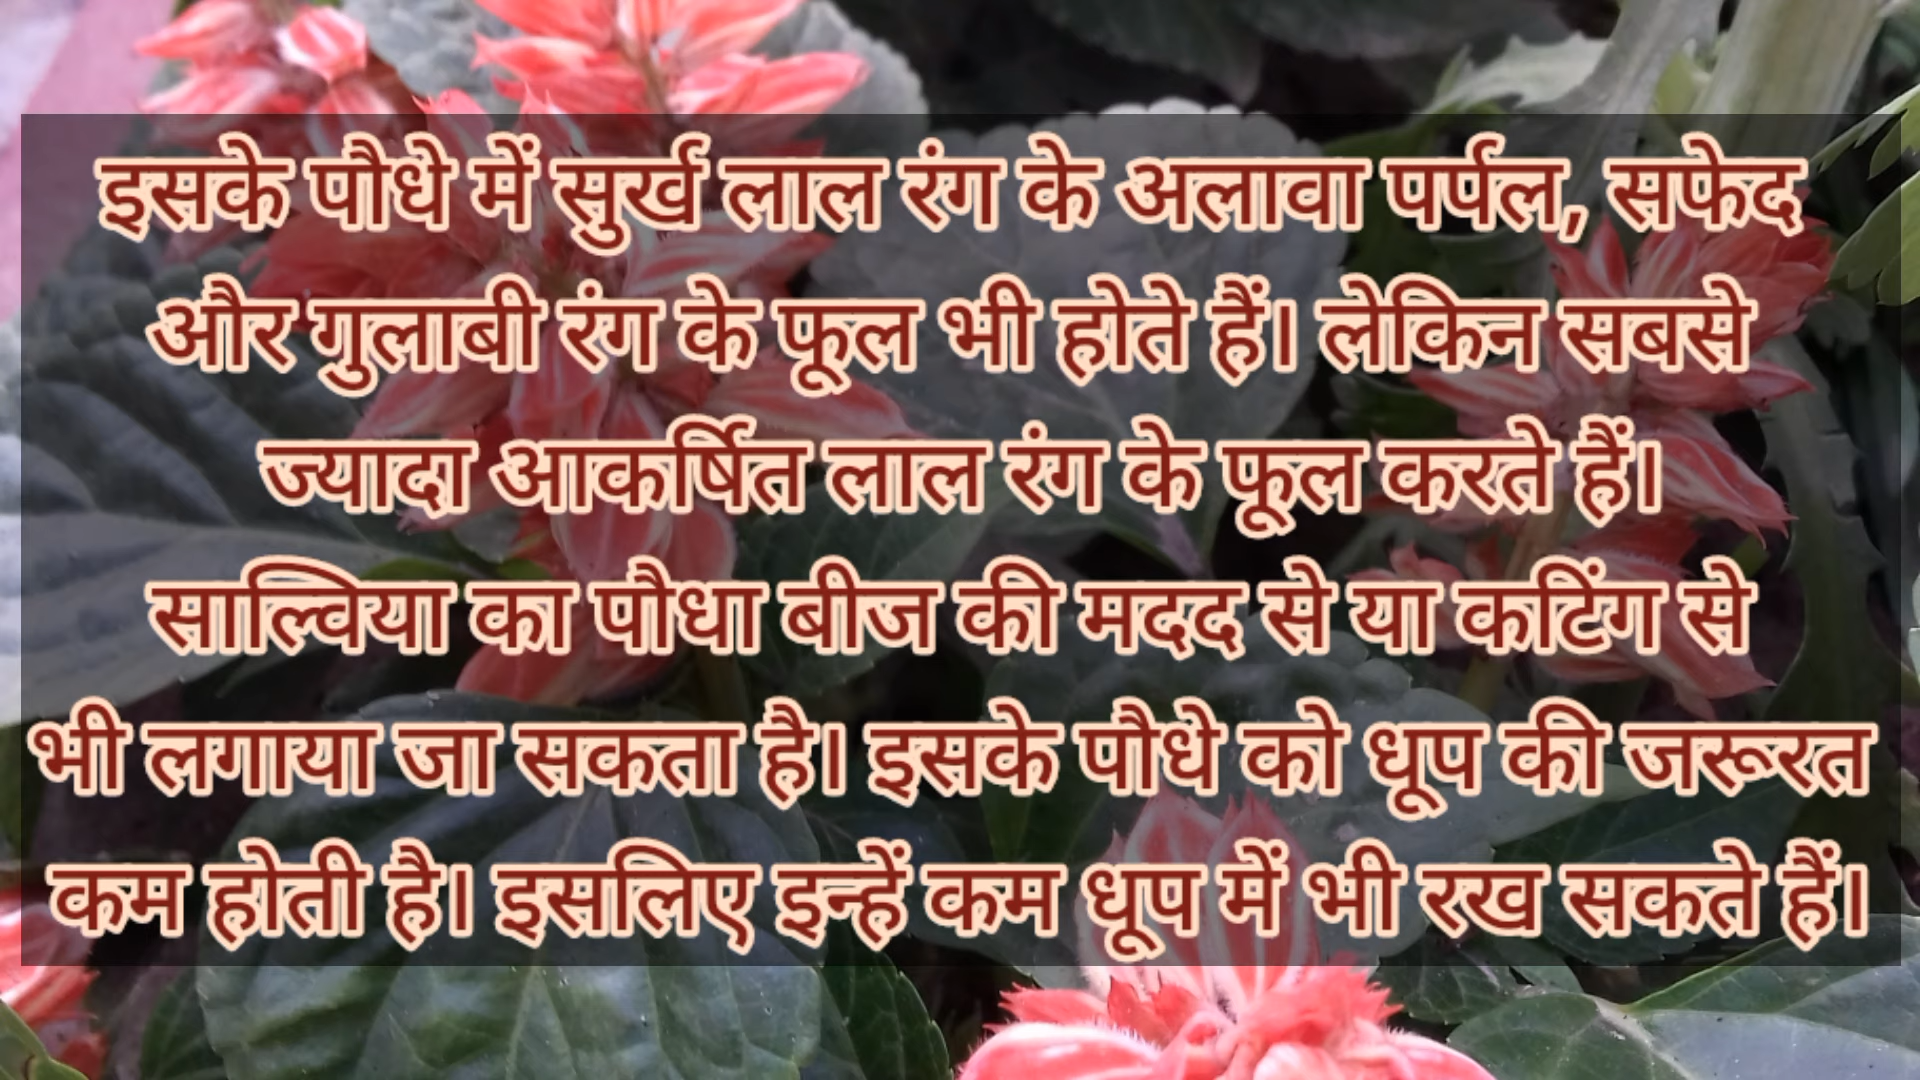 इसके पौधे में सुर्ख लाल रंग के अलावा पर्पल, सफेद
और गुलाबी रंग के फूल भी होते हैं। लेकिन सबसे
ज्यादा आकर्षित लाल रंग के फूल करते हैं।
साल्विया का पौधा बीज की मदद से या कटिंग से
भी लगाया जा सकता है। इसके पौधे को धूप की जरूरत
कम होती है। इसलिए इन्हें कम धूप में भी रख सकते हैं।